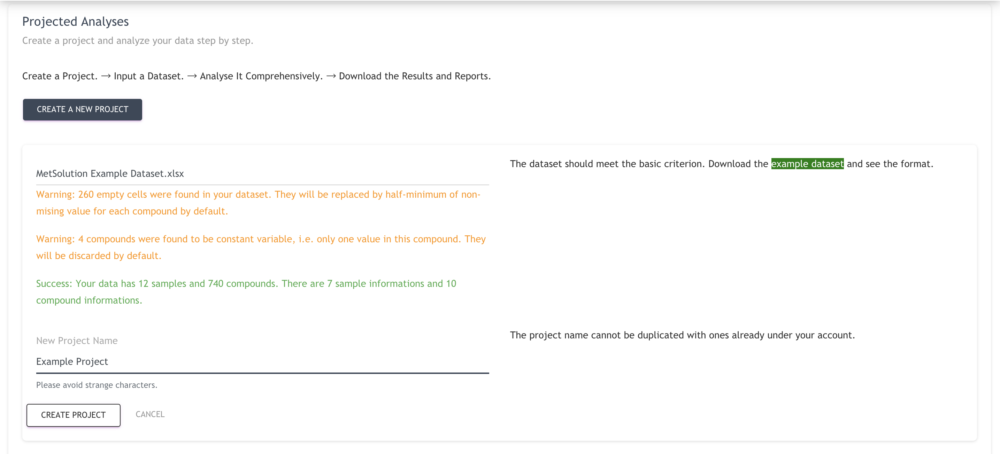 Projected Analyses
Create a project and analyze your data step by step.
Create a Project. → Input a Dataset. → Analyse It Comprehensively. → Download the Results and Reports.
CREATE A NEW PROJECT
MetSolution Example Dataset.xlsx
The dataset should meet the basic criterion. Download the example dataset and see the format.
Warning: 260 empty cells were found in your dataset. They will be replaced by half-minimum of non-
mising value for each compound by default.
Warning: 4 compounds were found to be constant variable, i.e. only one value in this compound. They
will be discarded by default.
Success: Your data has 12 samples and 740 compounds. There are 7 sample informations and 10
compound informations.
New Project Name
The project name cannot be duplicated with ones already under your account.
Example Project
Please avoid strange characters.
CREATE PROJECT
CANCEL